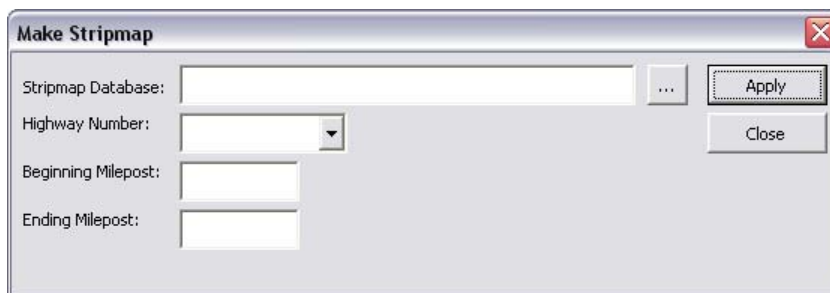 Make Stripmap
Stripmap Database:
...
Apply
Highway Number:
Close
Beginning Milepost:
Ending Milepost: